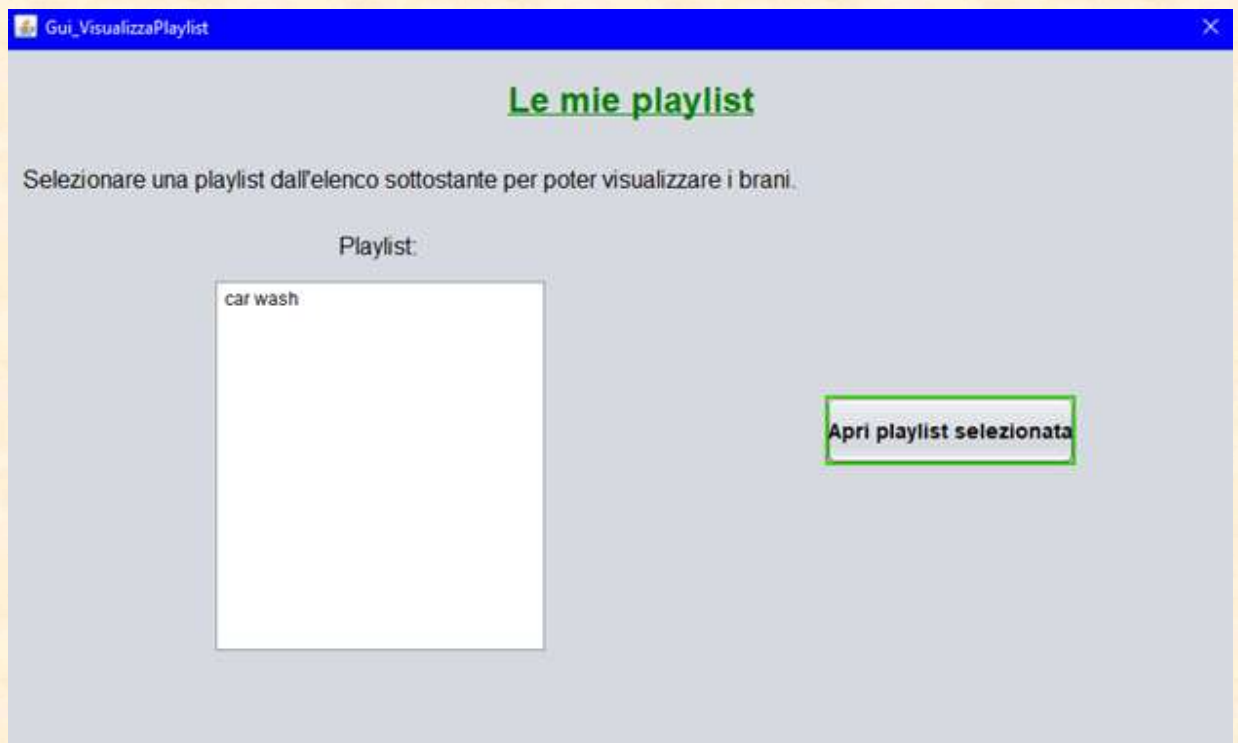 Gui_VisualizzaPlaylist
Le mie playlist
Selezionare una playlist dall'elenco sottostante per poter visualizzare i brani.
Playlist:
car wash
Apri playlist selezionata